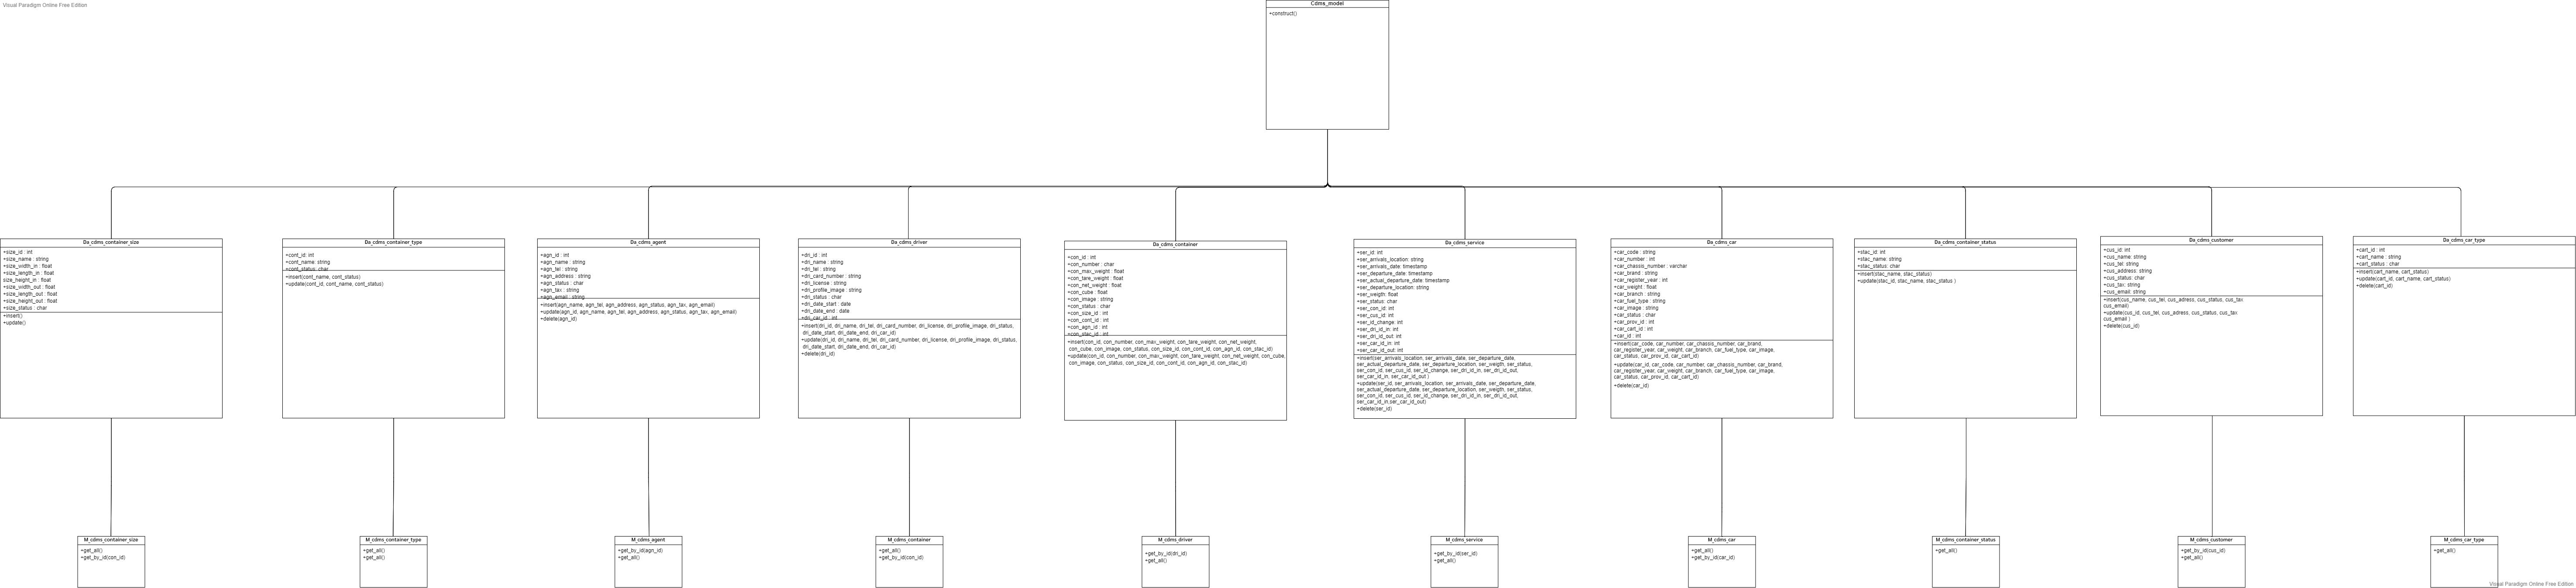 Visual Paradigm Online Free Edition
Cdms_model
+construct()
Da_cdms_container_size
+size_id : int
+size_name : string
+size_width_in : float
+size_length_in : float
size_height_in : float
+size_width_out : float
+size_length_out : float
+size_height_out : float
+size_status : char
+insert()
+update()
Da_cdms_container_type
+cont_id: int
+cont_name: string
+cont_status: char
+insert(cont_name, cont_status)
+update(cont_id, cont_name, cont_status)
Da_cdms_agent
+agn_id : int
+agn_name : string
+agn_tel : string
+agn_address : string
+agn_status : char
+agn_tax : string
+agn_email : string
+insert(agn_name, agn_tel, agn_address, agn_status, agn_tax, agn_email)
+update(agn_id, agn_name, agn_tel, agn_address, agn_status, agn_tax, agn_email)
+delete(agn_id)
Da_cdms_driver
+dri_id : int
+dri_name : string
+dri_tel : string
+dri_card_number : string
+dri_license : string
+dri_profile_image : string
+dri_status : char
+dri_date_start : date
+dri_date_end : date
+dri_car_id : int
+insert(dri_id, dri_name, dri_tel, dri_card_number, dri_license, dri_profile_image, dri_status,
dri_date_start, dri_date_end, dri_car_id)
+update(dri_id, dri_name, dri_tel, dri_card_number, dri_license, dri_profile_image, dri_status,
dri_date_start, dri_date_end, dri_car_id)
+delete(dri_id)
Da_cdms_container
+con_id : int
+con_number : char
+con_max_weight : float
+con_tare_weight : float
+con_net_weight : float
+con_cube : float
+con_image : string
+con_status : char
+con_size_id : int
+con_cont_id : int
+con_agn_id : int
+con_stac_id : int
+insert(con_id, con_number, con_max_weight, con_tare_weight, con_net_weight,
con_cube, con_image, con_status, con_size_id, con_cont_id, con_agn_id, con_stac_id)
+update(con_id, con_number, con_max_weight, con_tare_weight, con_net_weight, con_cube,
con_image, con_status, con_size_id, con_cont_id, con_agn_id, con_stac_id)
Da_cdms_service
+ser_id: int
+ser_arrivals_location: string
+ser_arrivals_date: timestamp
+ser_departure_date: timestamp
+ser_actual_departure_date: timestamp
+ser_departure_location: string
+ser_weigth: float
+ser_status: char
+ser_con_id: int
+ser_cus_id: int
+ser_id_change: int
+ser_dri_id_in: int
+ser_dri_id_out: int
+ser_car_id_in: int
+ser_car_id_out: int
+insert(ser_arrivals_location, ser_arrivals_date, ser_departure_date,
ser_actual_departure_date, ser_departure_location, ser_weigth, ser_status,
ser_con_id, ser_cus_id, ser_id_change, ser_dri_id_in, ser_dri_id_out,
ser_car_id_in, ser_car_id_out )
+update(ser_id, ser_arrivals_location, ser_arrivals_date, ser_departure_date,
ser_actual_departure_date, ser_departure_location, ser_weigth, ser_status,
ser_con_id, ser_cus_id, ser_id_change, ser_dri_id_in, ser_dri_id_out,
ser_car_id_in,ser_car_id_out)
+delete(ser_id)
Da_cdms_car
+car_code : string
+car_number : int
+car_chassis_number : varchar
+car_brand : string
+car_register_year : int
+car_weight : float
+car_branch : string
+car_fuel_type : string
+car_image : string
+car_status : char
+car_prov_id : int
+car_cart_id : int
+car_id : int
+insert(car_code, car_number, car_chassis_number, car_brand,
car_register_year, car_weight, car_branch, car_fuel_type, car_image,
car_status, car_prov_id, car_cart_id)
+update(car_id, car_code, car_number, car_chassis_number, car_brand,
car_register_year, car_weight, car_branch, car_fuel_type, car_image,
car_status, car_prov_id, car_cart_id)
+delete(car_id)
Da_cdms_container_status
+stac_id: int
+stac_name: string
+stac_status: char
+insert(stac_name, stac_status)
+update(stac_id, stac_name, stac_status )
Da_cdms_customer
+cus_id: int
+cus_name: string
+cus_tel: string
+cus_address: string
+cus_status: char
+cus_tax: string
+cus_email: string
+insert(cus_name, cus_tel, cus_adress, cus_status, cus_tax
cus_email)
+update(cus_id, cus_tel, cus_adress, cus_status, cus_tax
cus_email )
+delete(cus_id)
Da_cdms_car_type
+cart_id : int
+cart_name : string
+cart_status : char
+insert(cart_name, cart_status)
+update(cart_id, cart_name, cart_status)
+delete(cart_id)
M_cdms_container_size
+get_all()
+get_by_id(con_id)
M_cdms_container_type
+get_all()
+get_all()
M_cdms_agent
+get_by_id(agn_id)
+get_all()
M_cdms_container
+get_all()
+get_by_id(con_id)
M_cdms_driver
+get_by_id(dri_id)
+get_all()
M_cdms_service
+get_by_id(ser_id)
+get_all()
M_cdms_car
+get_all()
+get_by_id(car_id)
M_cdms_container_status
+get_all()
M_cdms_customer
+get_by_id(cus_id)
+get_all()
M_cdms_car_type
+get_all()
Visual Paradigm Online Free Edition